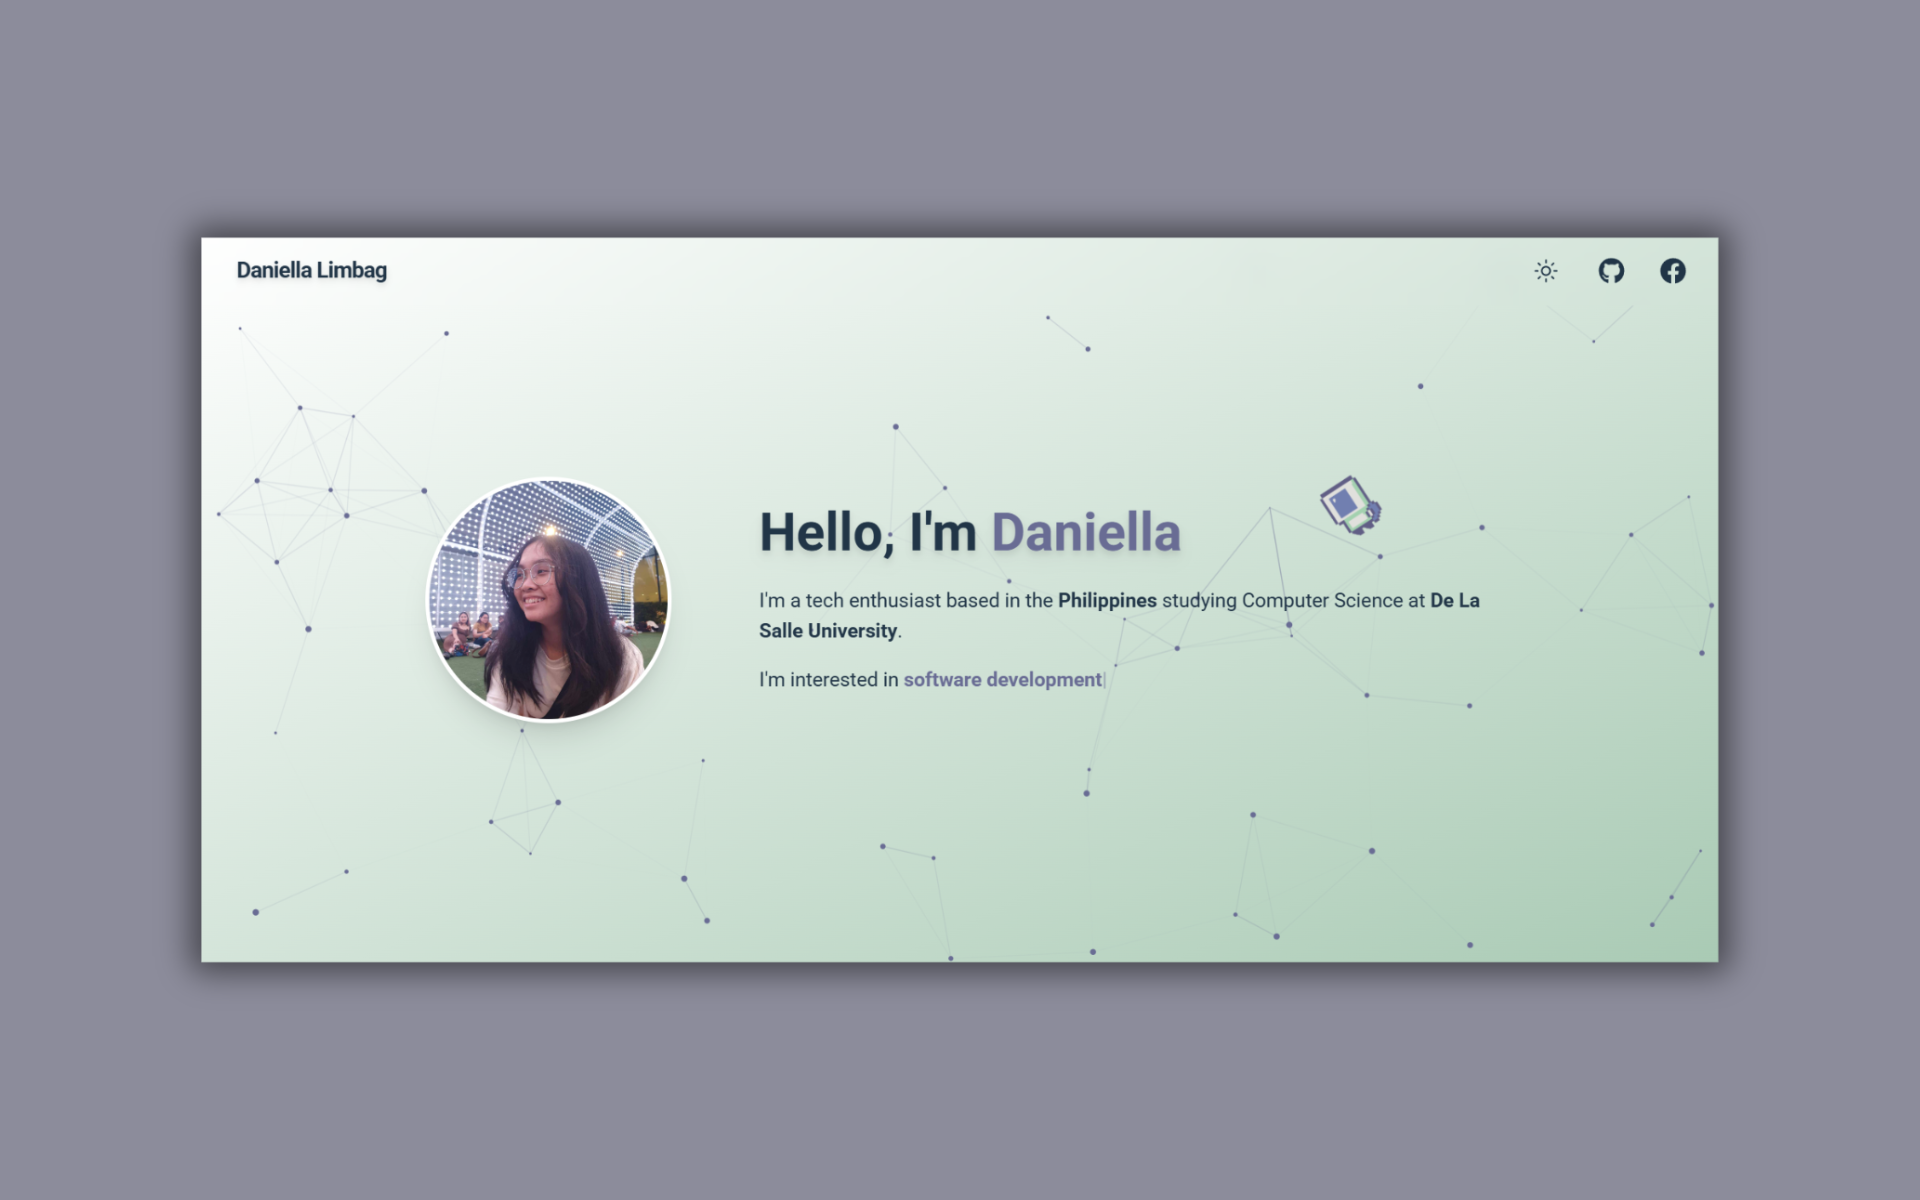 Daniella Limbag
Hello, I'm Daniella
I'm a tech enthusiast based in the Philippines studying Computer Science at De La
Salle University.
I'm interested in software development